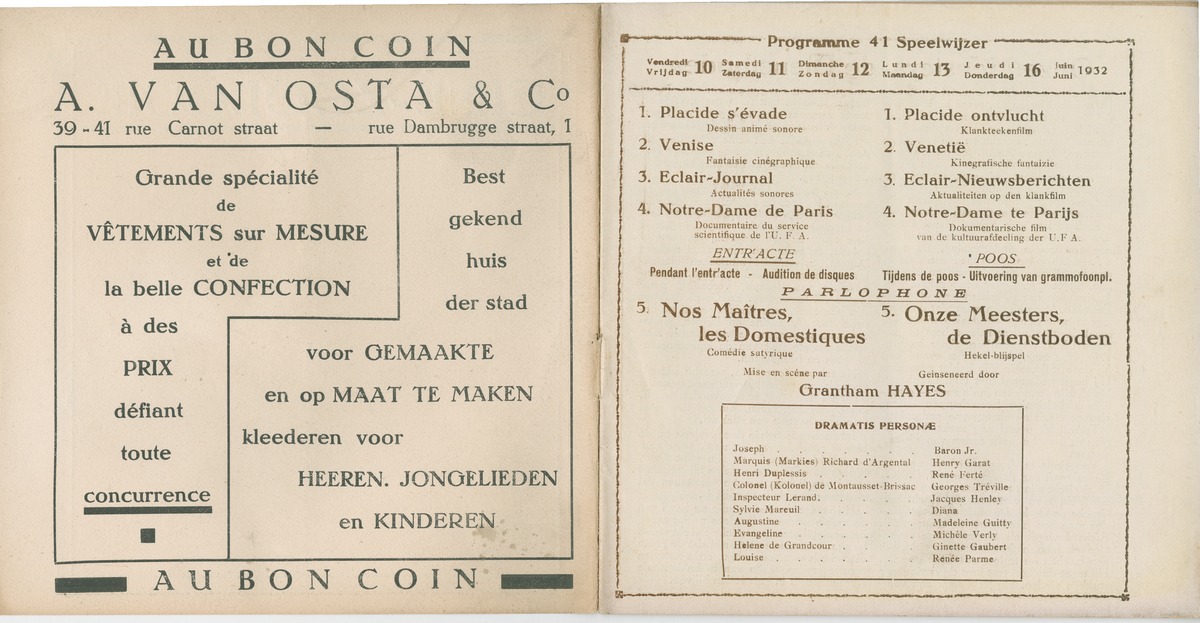 AU BON COIN
A. VAN OSTA & Co
39-41 rue Carnot straat — rue Dambrugge straat, 1
Grande spécialité
de
VÊTEMENTS sur MESURE
et de
la belle CONFECTION
à des
PRIX
défiant
toute
concurrence
Best
gekend
huis
der stad
voor GEMAAKTE
en op MAAT TE MAKEN
kleederen voor
HEEREN. JONGELIEDEN
en KINDEREN
AU BON COIN
Programme 41 Speelwijzer
Vendredi Vrijdag 10 Samedi Zaterdag 11 Dimanche Zondag 12 Lundi Maandag 13 Jeudi Donderdag 16 Juin Juni 1932
1. Placide s'évade
Dessin animé sonore
2. Venise
Fantaisie cinégraphique
3. Eclair-Journal
Actualités sonores
4. Notre-Dame de Paris
Documentaire du service
scientifique de l'U. F. A.
ENTR'ACTE
Pendant l'entr'acte - Audition de disques
1. Placide ontvlucht
Klankteekenfilm
2. Venetië
Kinegrafische fantaizie
3. Eclair-Nieuwsberichten
Aktualiteiten op den klankfilm
4. Notre-Dame te Parijs
Dokumentarische film
van de kultuurafdeeling der U.F A.
POOS
Tijdens de poos - Uitvoering van grammofoonpl.
PARLOPHONE
5. Nos Maîtres,
les Domestiques
Comédie satyrique
Mise en scéne par
5. Onze Meesters,
de Dienstboden
Hekel-blijspel
Geinseneerd door
Grantham HAYES
DRAMATIS PERSONÆ
Joseph . . . . . . . Baron Jr.
Marquis (Markies) Richard d'Argental Henry Garat
Henri Duplessis . . . . . René Ferté
Colonel (Kolonel) de Montausset-Brissac Georges Tréville
Inspecteur Lerand. . . . . Jacques Henley
Sylvie Mareuil . . . . . Diana
Augustine . . . . . . Madeleine Guitty
Evangeline . . . . . . Michèle Verly
Helene de Grandcour . . . . Ginette Gaubert
Louise . . . . . . . Renée Parme